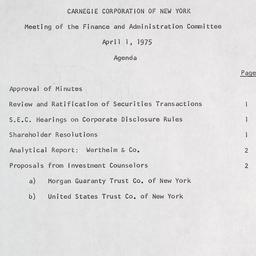 CARNEGIE CORPORATION OF NEW YORK
Meeting of the Finance and Administration Committee
April 1, 1975
Agenda
Page
Approval of Minutes
Review and Ratification of Securities Transactions 1
S.E.C. Hearings on Corporate Disclosure Rules 1
Shareholder Resolutions 1
Analytical Report: Wertheim & Co. 2
Proposals from Investment Counselors 2
a) Morgan Guaranty Trust Co. of New York
b) United States Trust Co. of New York